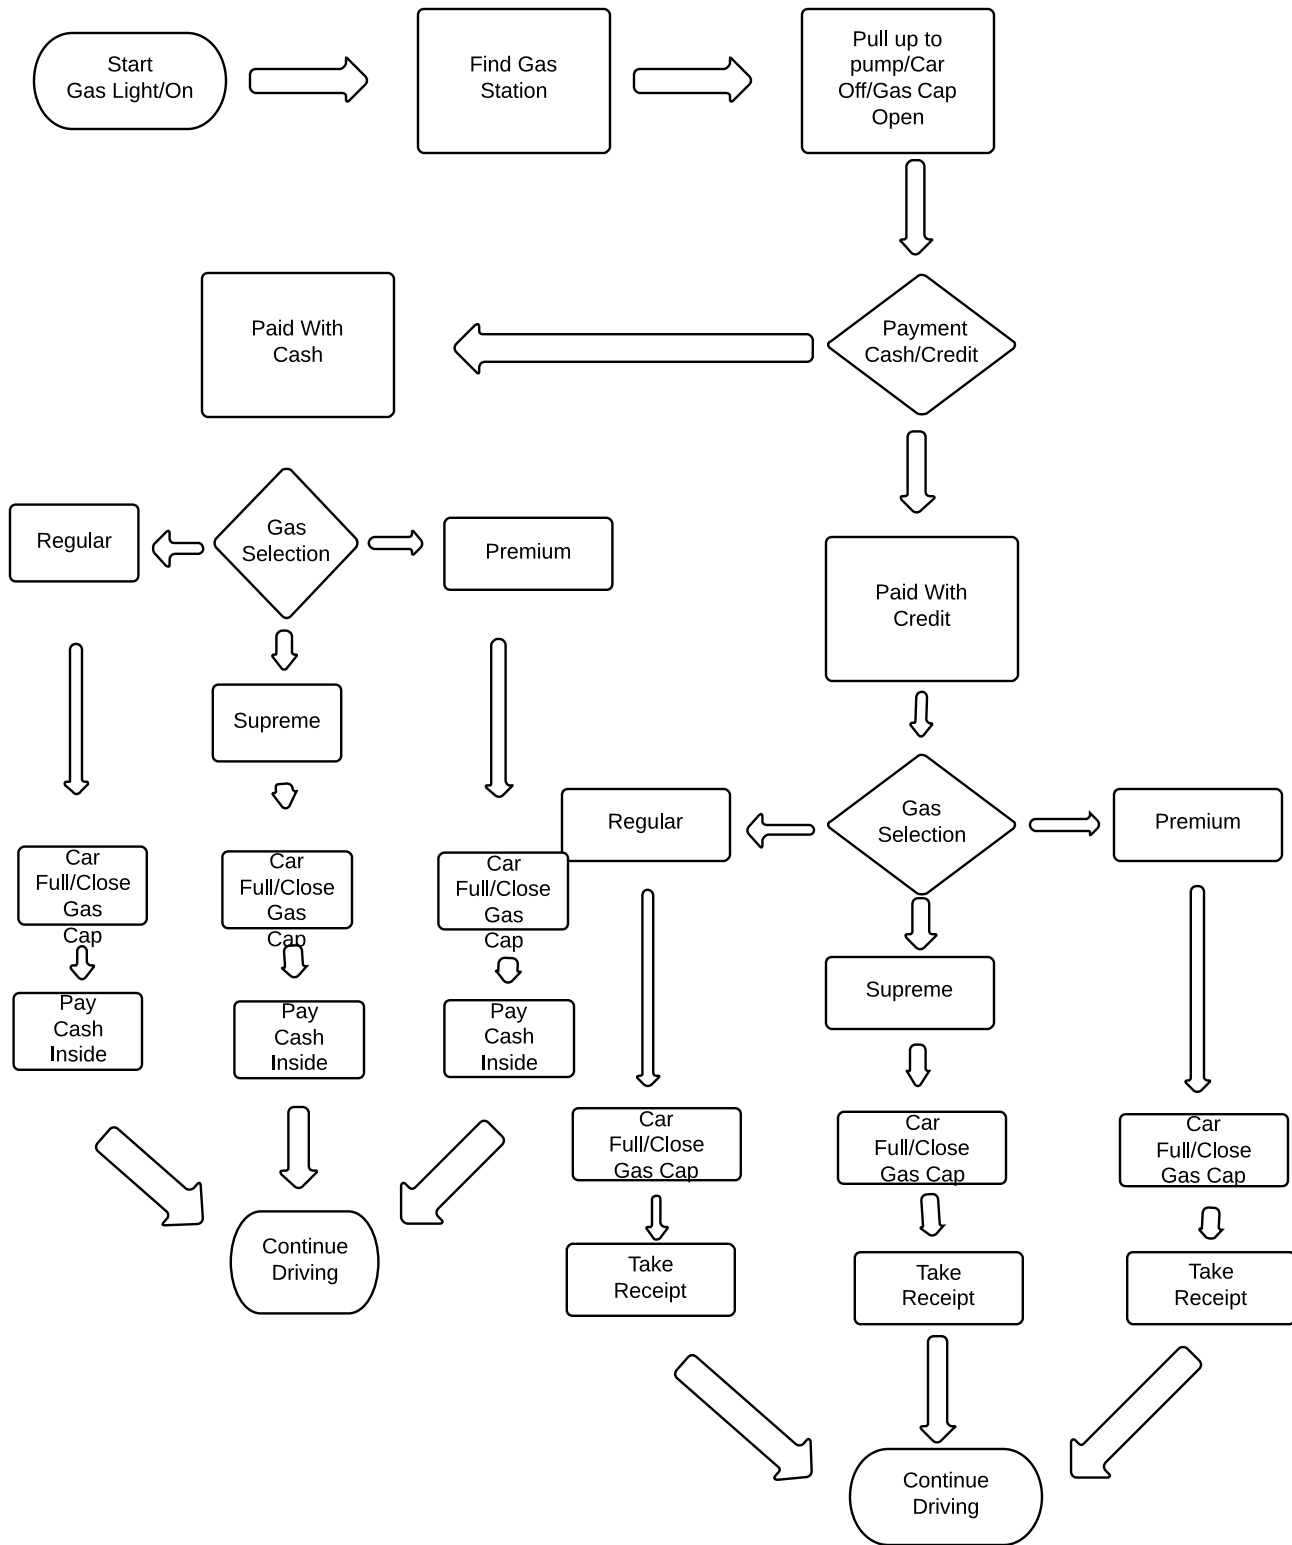 Start
Gas Light/On
Find Gas
Station
Pull up to
pump/Car
Off/Gas Cap
Open
Paid With
Cash
Payment
Cash/Credit
Regular
Gas
Selection
Premium
Paid With
Credit
Supreme
Regular
Gas
Selection
Premium
Car
Full/Close
Gas
Cap
Car
Full/Close
Gas
Cap
Car
Full/Close
Gas
Cap
Supreme
Pay
Cash
Inside
Pay
Cash
Inside
Pay
Cash
Inside
Car
Full/Close
Gas Cap
Car
Full/Close
Gas Cap
Car
Full/Close
Gas Cap
Continue
Driving
Take
Receipt
Take
Receipt
Take
Receipt
Continue
Driving